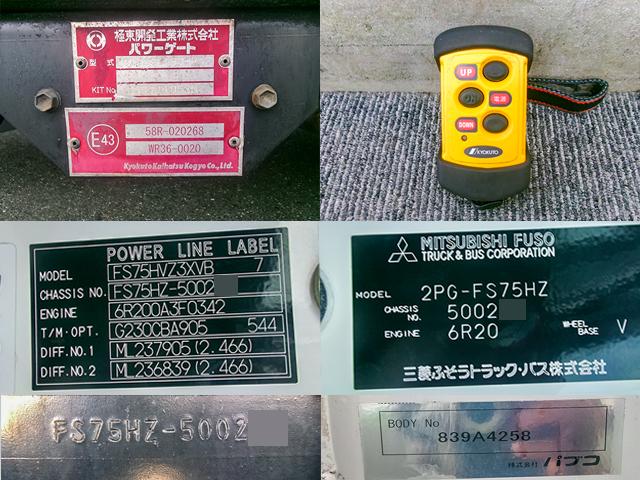 極東開発工業株式会社
パワーゲート
型式
KIT No.
E43
58R-020268
WR36-0020
Kyokuto Kaihatsu Kogyo Co., Ltd.
UP
ON
電源
DOWN
KYOKUTO
POWER LINE LABEL
MODEL FS75HVZ3XVB 7
CHASSIS NO. FS75HZ-5002
ENGINE 6R200A3F0342
T/M·OPT. G230CBA905 544
DIFF.NO.1 ML237905(2.466)
DIFF.NO.2 ML236839(2.466)
MITSUBISHI FUSO
TRUCK & BUS CORPORATION
MODEL 2PG-FS75HZ
CHASSIS NO. 5002
ENGINE 6R20 WHEEL BASE V
三菱ふそうトラック・バス株式会社
FS75HZ-5002
BODY No
839A4258
株式会社 パブコ